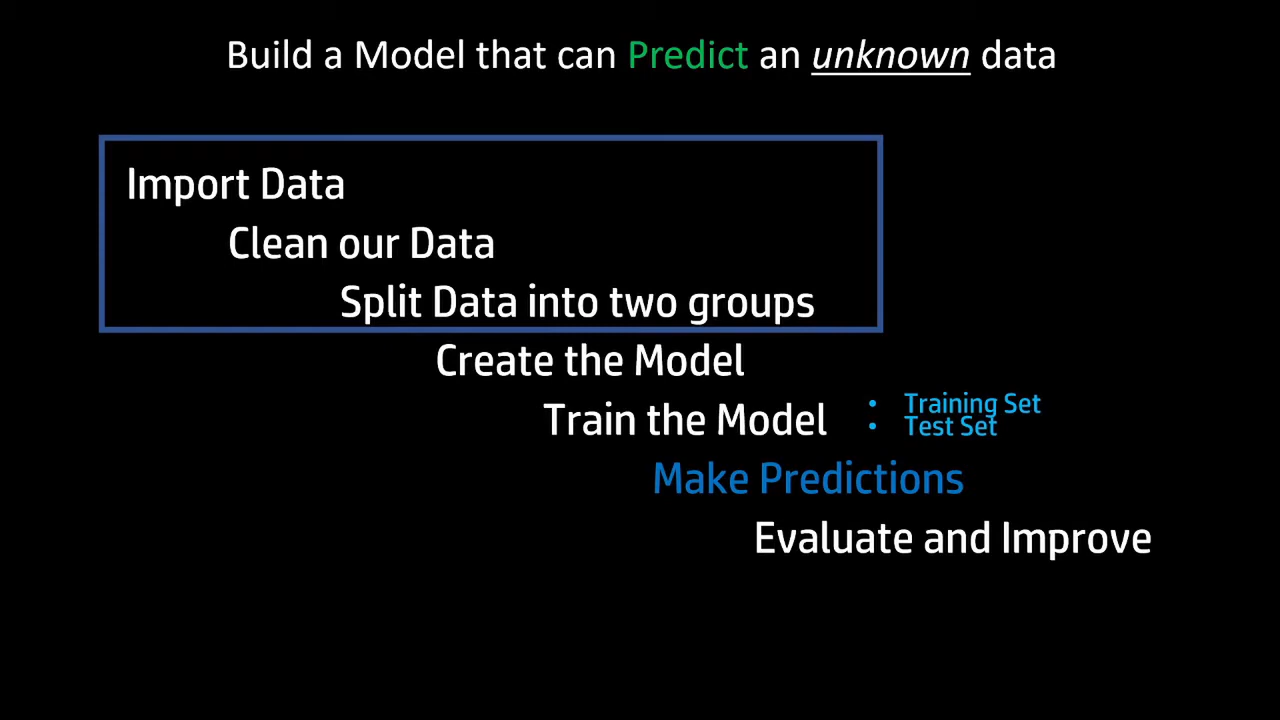 Build a Model that can Predict an unknown data
Import Data
Clean our Data
Split Data into two groups
Create the Model
Train the Model
• Training Set
• Test Set
Make Predictions
Evaluate and Improve